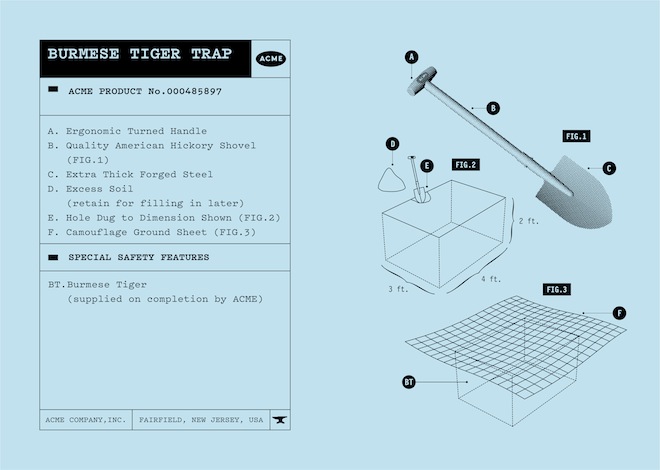 BURMESE TIGER TRAP
ACME
ACME PRODUCT No.000485897
A. Ergonomic Turned Handle
B. Quality American Hickory Shovel
(FIG.1)
C. Extra Thick Forged Steel
D. Excess Soil
(retain for filling in later)
E. Hole Dug to Dimension Shown (FIG.2)
F. Camouflage Ground Sheet (FIG.3)
SPECIAL SAFETY FEATURES
BT.Burmese Tiger
(supplied on completion by ACME)
ACME COMPANY,INC.
FAIRFIELD, NEW JERSEY, USA
A
B
FIG.1
C
D
E
FIG.2
2 ft.
4 ft.
3 ft.
FIG.3
F
BT